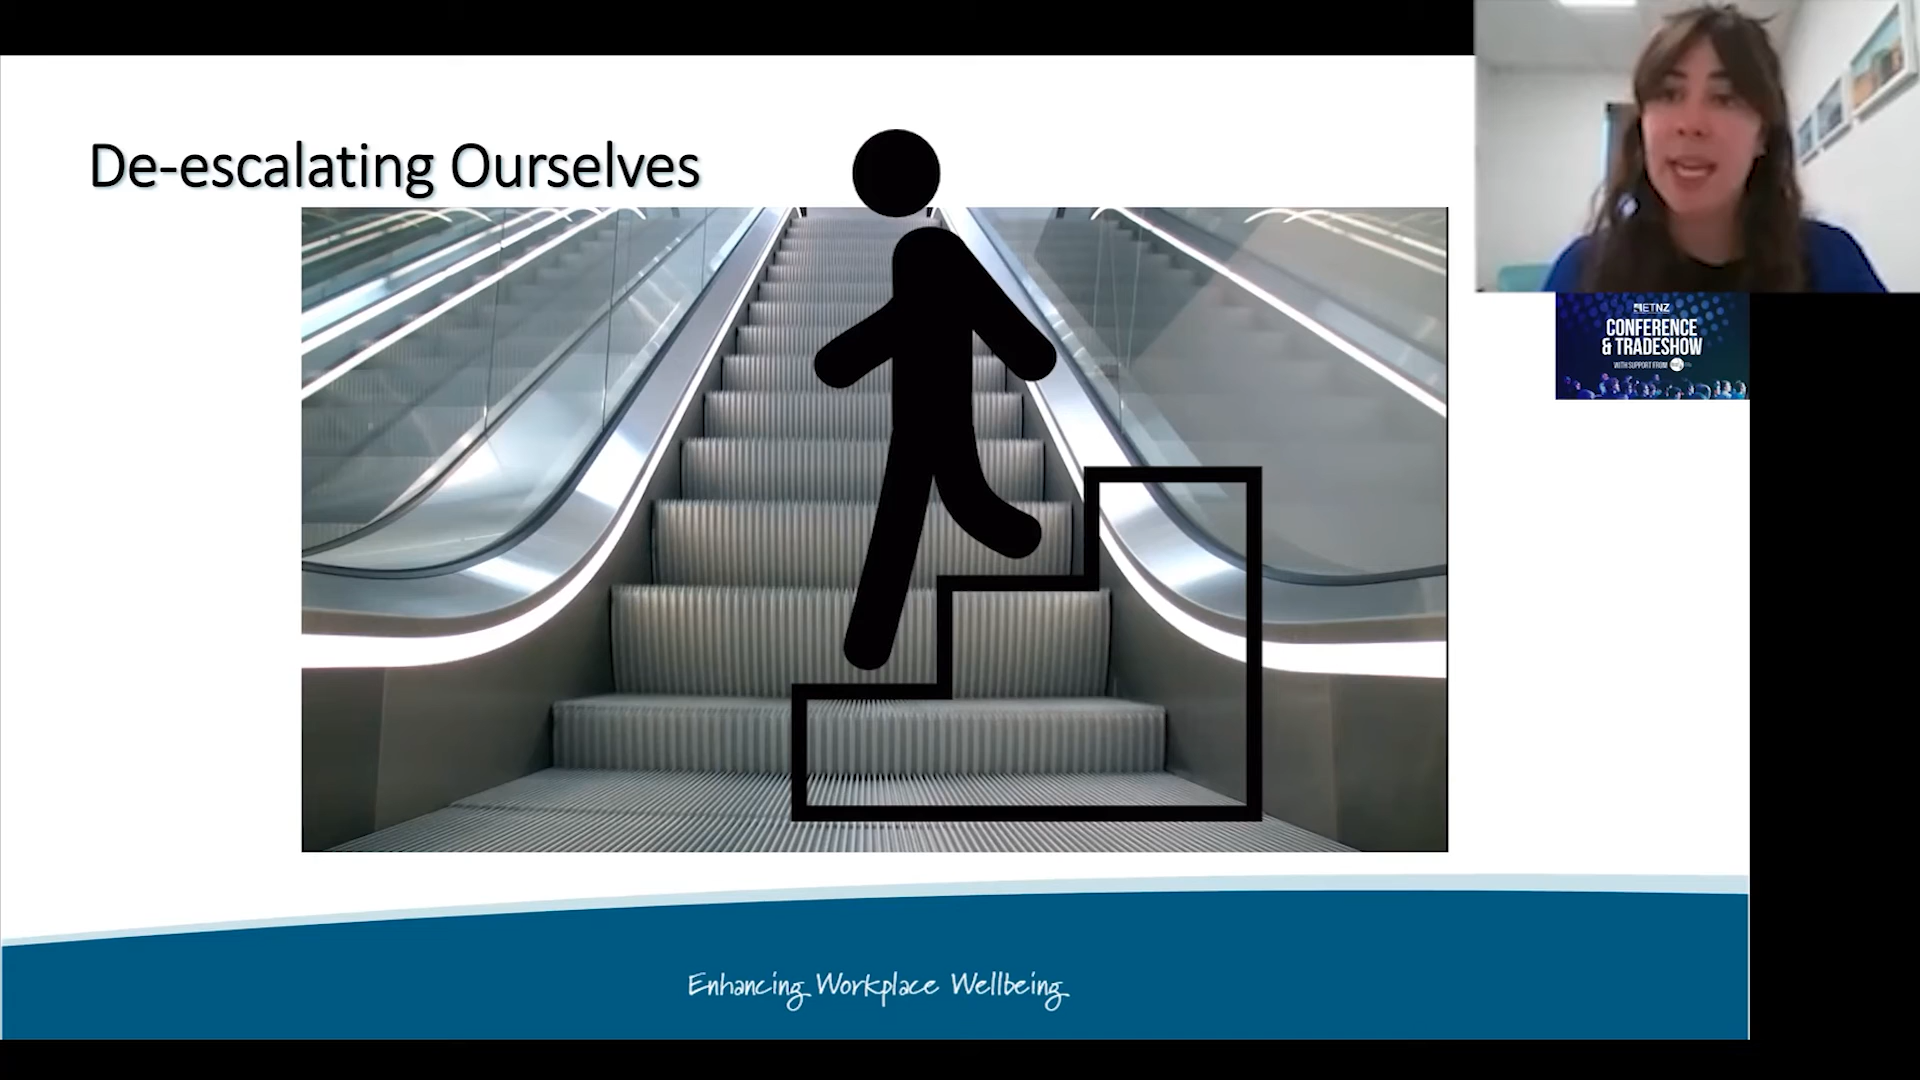 De-escalating Ourselves
ETNZ
CONFERENCE
& TRADESHOW
WITH SUPPORT FROM
Enhancing Workplace Wellbeing